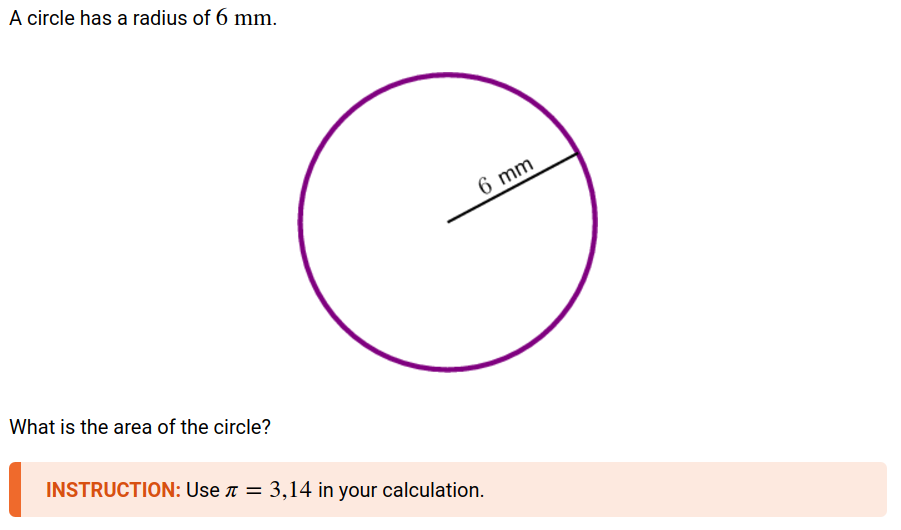 A circle has a radius of 6 mm.
6 mm
What is the area of the circle?
INSTRUCTION: Use π = 3,14 in your calculation.